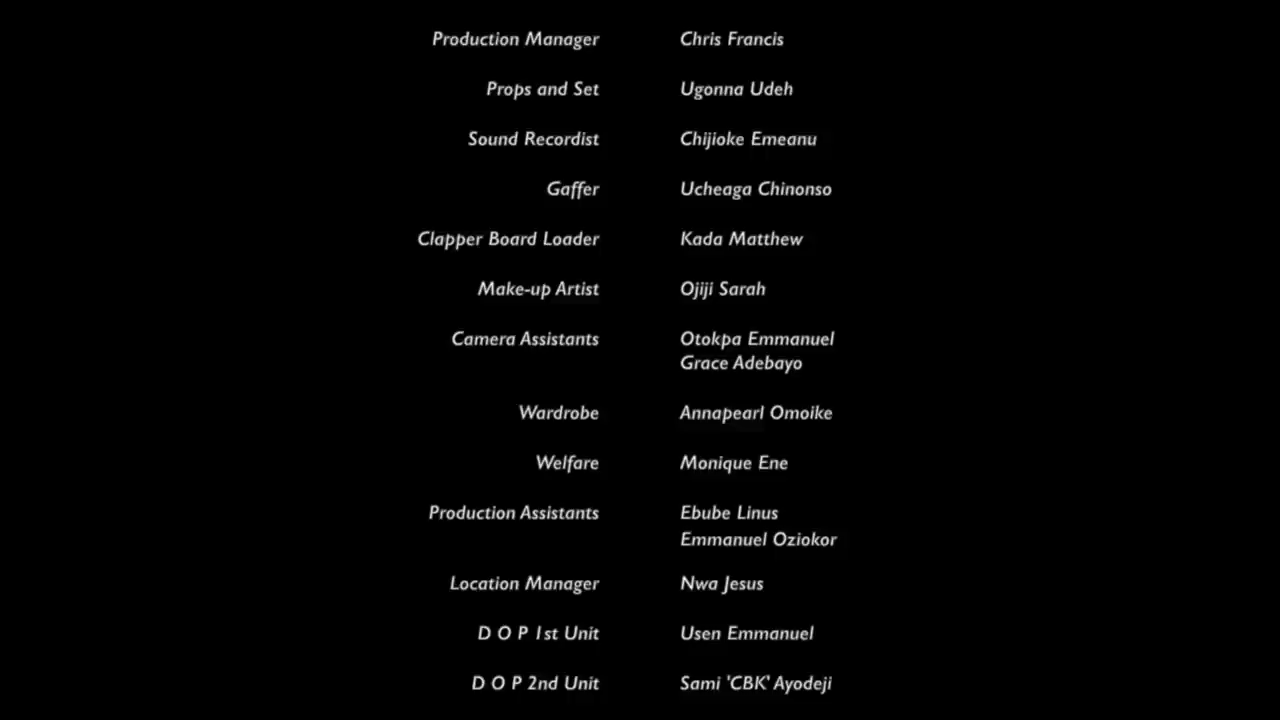 Production Manager Chris Francis
Props and Set Ugonna Udeh
Sound Recordist Chijioke Emeanu
Gaffer Ucheaga Chinonso
Clapper Board Loader Kada Matthew
Make-up Artist Ojiji Sarah
Camera Assistants Otokpa Emmanuel
Grace Adebayo
Wardrobe Annapearl Omoike
Welfare Monique Ene
Production Assistants Ebube Linus
Emmanuel Oziokor
Location Manager Nwa Jesus
D O P 1st Unit Usen Emmanuel
D O P 2nd Unit Sami 'CBK' Ayodeji